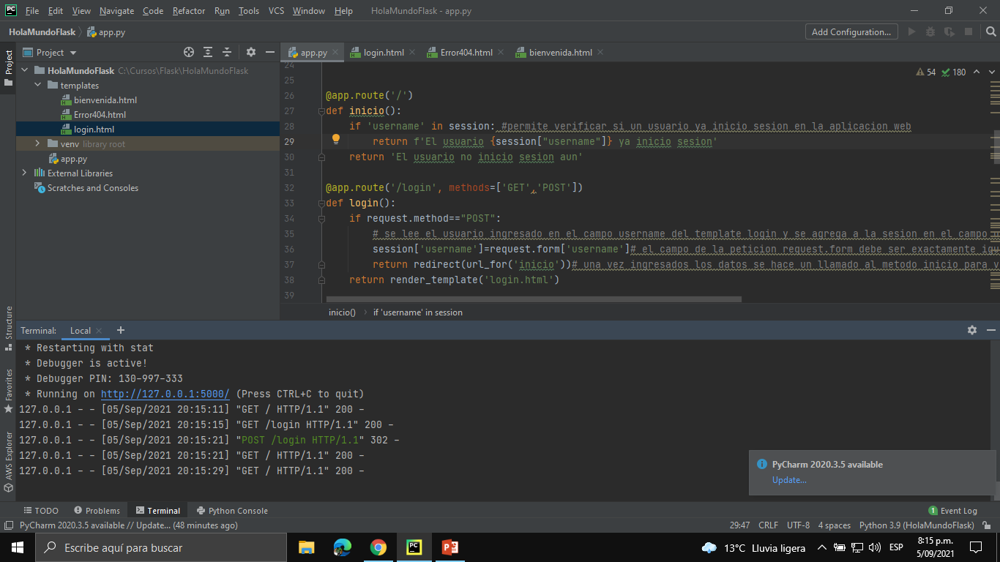 PC File Edit View Navigate Code Refactor Run Tools VCS Window Help HolaMundoFlask - app.py
HolaMundoFlask app.py Add Configuration...
Project
Project
app.py login.html Error404.html bienvenida.html
HolaMundoFlask C:\Cursos\Flask\HolaMundoFlask
templates
bienvenida.html
Error404.html
login.html
venv library root
app.py
External Libraries
Scratches and Consoles
54 180
24
25
26 @app.route('/')
27 def inicio():
28 if 'username' in session: #permite verificar si un usuario ya inicio sesion en la aplicacion web
29 return f'El usuario {session["username"]} ya inicio sesion'
30 return 'El usuario no inicio sesion aun'
31
32 @app.route('/login', methods=['GET','POST'])
33 def login():
34 if request.method=="POST":
35 # se lee el usuario ingresado en el campo username del template login y se agrega a la sesion en el campo
36 session['username']=request.form['username']# el campo de la peticion request.form debe ser exactamente igu
37 return redirect(url_for('inicio'))# una vez ingresados los datos se hace un llamado al metodo inicio para v
38 return render_template('login.html')
39
inicio() if 'username' in session
Structure
Favorites
AWS Explorer
Terminal: Local
* Restarting with stat
* Debugger is active!
* Debugger PIN: 130-997-333
* Running on http://127.0.0.1:5000/ (Press CTRL+C to quit)
127.0.0.1 - - [05/Sep/2021 20:15:11] "GET / HTTP/1.1" 200 -
127.0.0.1 - - [05/Sep/2021 20:15:15] "GET /login HTTP/1.1" 200 -
127.0.0.1 - - [05/Sep/2021 20:15:21] "POST /login HTTP/1.1" 302 -
127.0.0.1 - - [05/Sep/2021 20:15:21] "GET / HTTP/1.1" 200 -
127.0.0.1 - - [05/Sep/2021 20:15:29] "GET / HTTP/1.1" 200 -
PyCharm 2020.3.5 available
Update...
TODO Problems Terminal Python Console 1 Event Log
PyCharm 2020.3.5 available // Update... (48 minutes ago) 29:47 CRLF UTF-8 4 spaces Python 3.9 (HolaMundoFlask)
Escribe aquí para buscar PC 13°C Lluvia ligera ESP
8:15 p.m.
5/09/2021